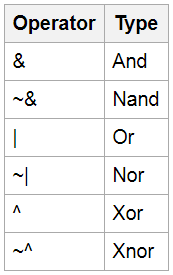 Operator Type
& And
~& Nand
| Or
~| Nor
^ Xor
~^ Xnor